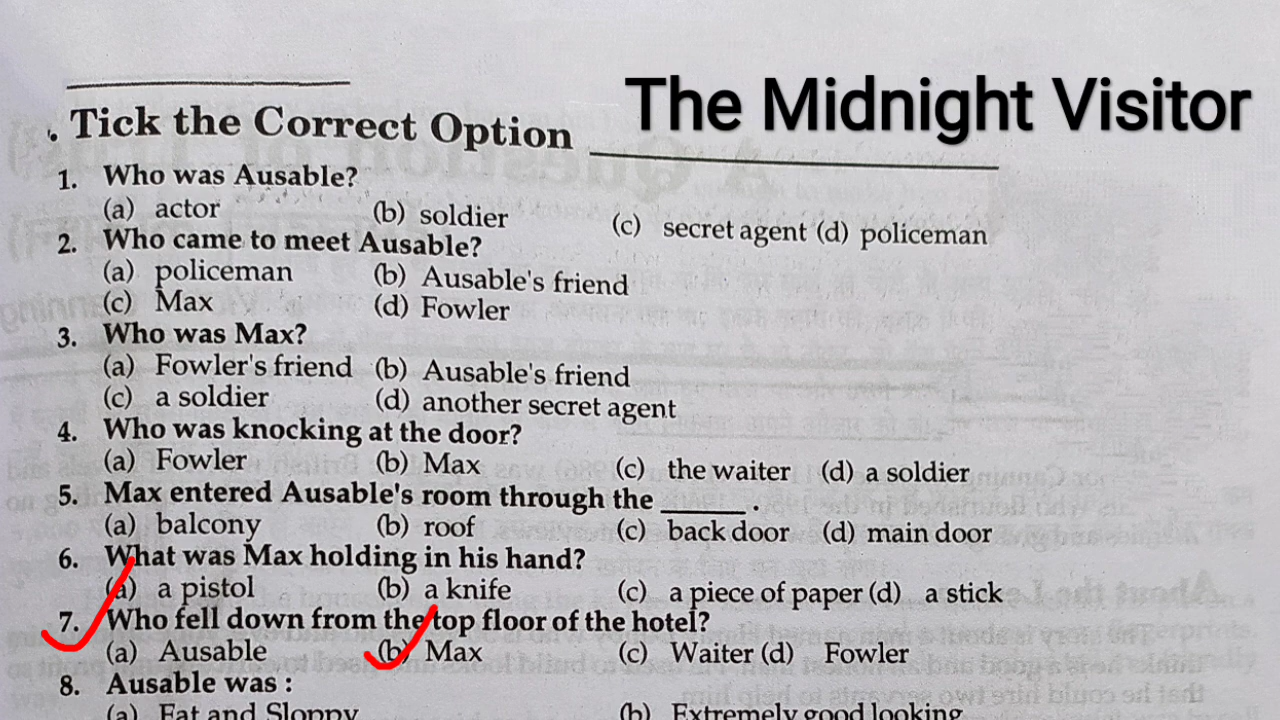 The Midnight Visitor
Tick the Correct Option
1. Who was Ausable?
(a) actor (b) soldier (c) secret agent (d) policeman
2. Who came to meet Ausable?
(a) policeman (b) Ausable's friend
(c) Max (d) Fowler
3. Who was Max?
(a) Fowler's friend (b) Ausable's friend
(c) a soldier (d) another secret agent
4. Who was knocking at the door?
(a) Fowler (b) Max (c) the waiter (d) a soldier
5. Max entered Ausable's room through the ______ .
(a) balcony (b) roof (c) back door (d) main door
6. What was Max holding in his hand?
(a) a pistol (b) a knife (c) a piece of paper (d) a stick
7. Who fell down from the top floor of the hotel?
(a) Ausable (b) Max (c) Waiter (d) Fowler
8. Ausable was :
(a) Fat and Sloppy (b) Extremely good looking